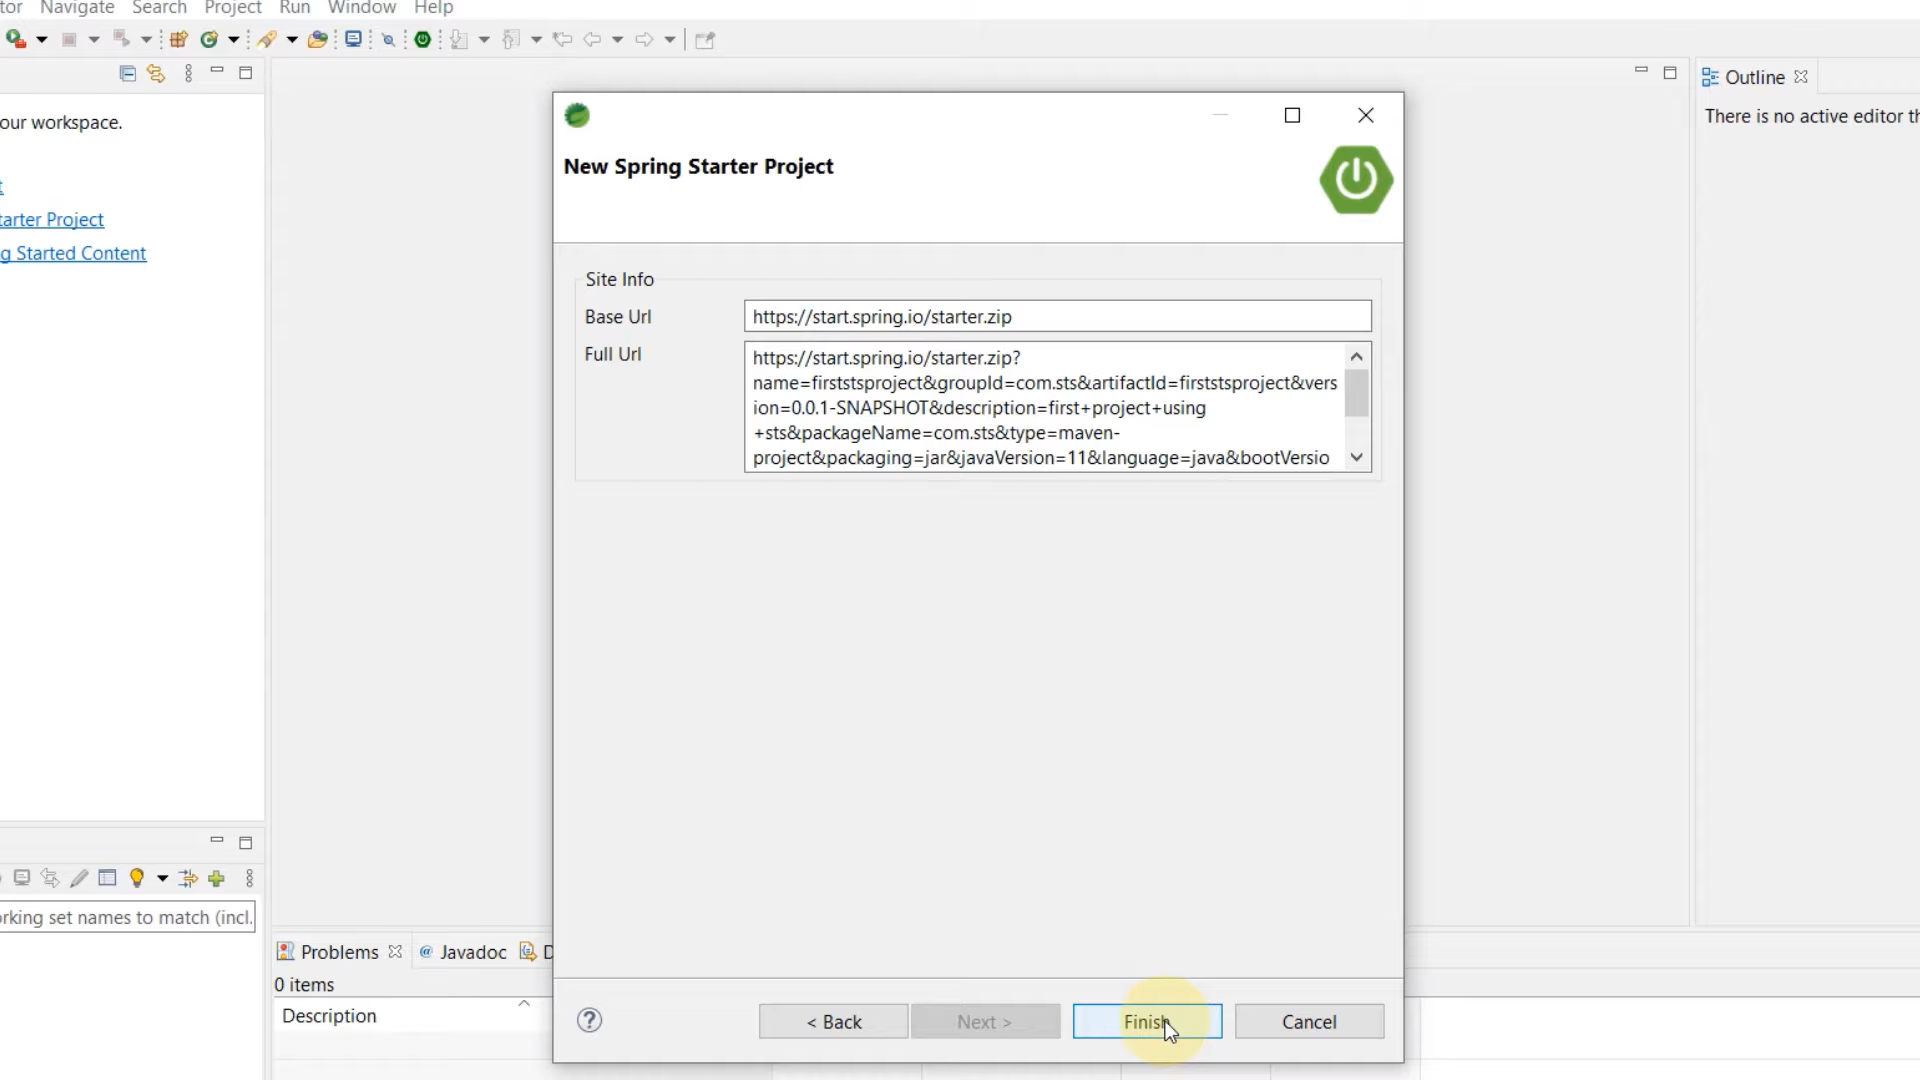 tor Navigate Search Project Run Window Help
Outline
our workspace.
There is no active editor th
t
tarter Project
g Started Content
New Spring Starter Project
Site Info
Base Url
https://start.spring.io/starter.zip
Full Url
https://start.spring.io/starter.zip?
name=firststsproject&groupId=com.sts&artifactId=firststsproject&vers
ion=0.0.1-SNAPSHOT&description=first+project+using
+sts&packageName=com.sts&type=maven-
project&packaging=jar&javaVersion=11&language=java&bootVersio
orking set names to match (incl.
Problems @ Javadoc D
0 items
Description
< Back Next > Finish Cancel